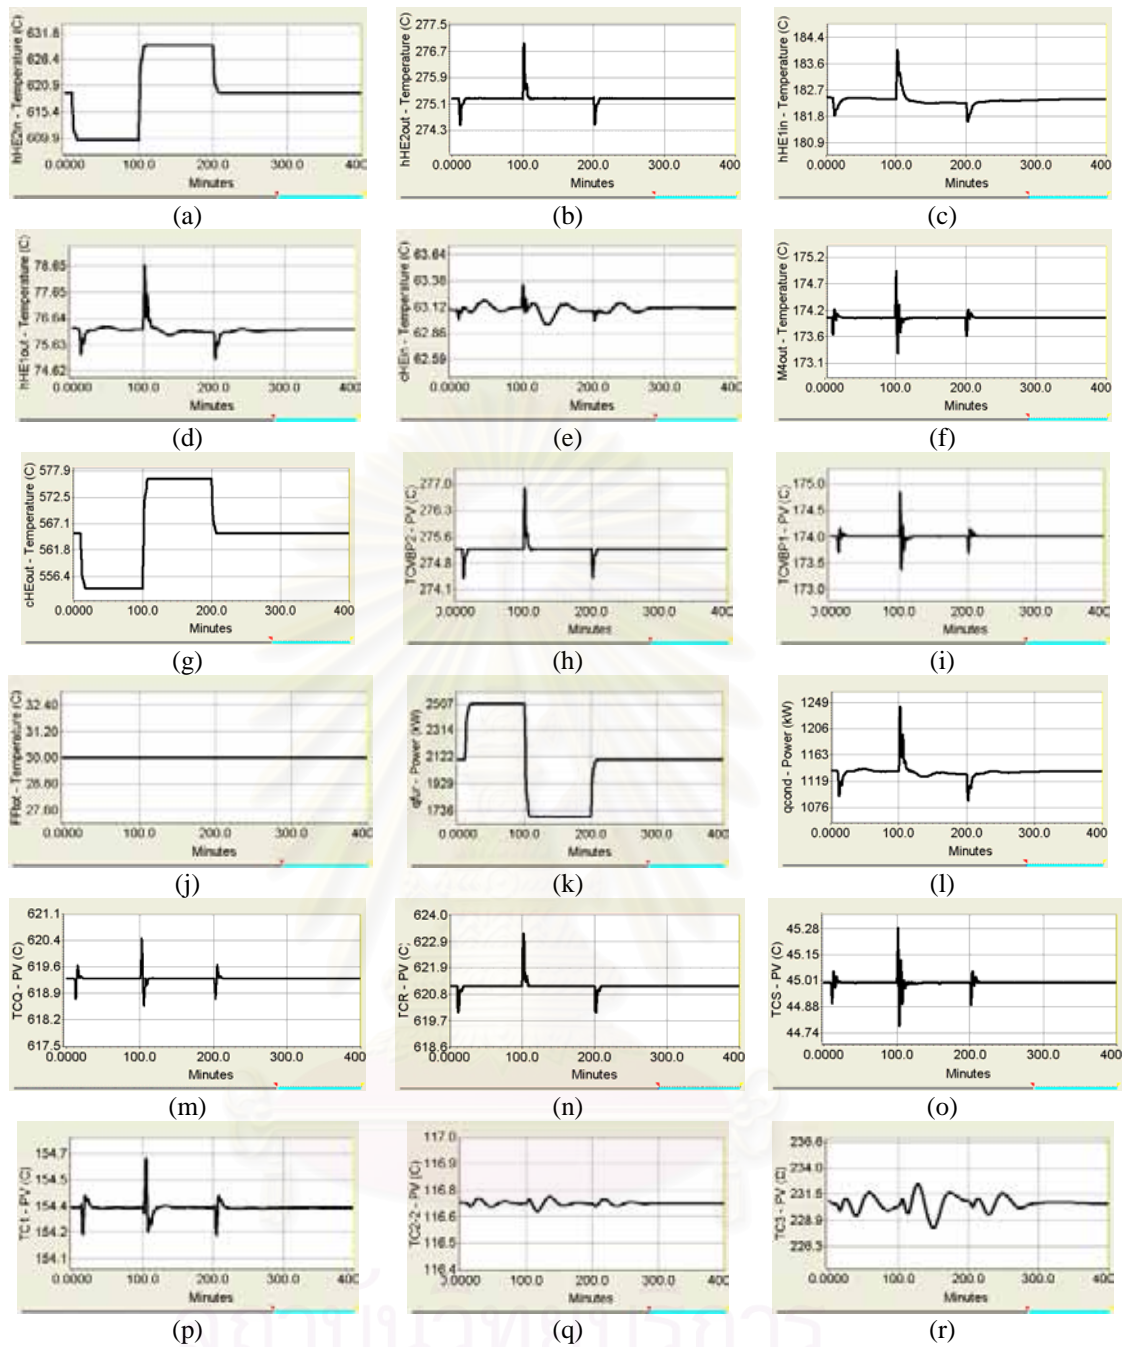 hHE2in - Temperature (C)
631.8
626.4
620.9
615.4
609.9
0.0000 100.0 200.0 300.0 400
Minutes
(a)
hHE2out - Temperature (C)
277.5
276.7
275.9
275.1
274.3
0.0000 100.0 200.0 300.0 400
Minutes
(b)
hHE1in - Temperature (C)
184.4
183.6
182.7
181.8
180.9
0.0000 100.0 200.0 300.0 400
Minutes
(c)
hHE1out - Temperature (C)
78.65
77.65
76.64
75.63
74.62
0.0000 100.0 200.0 300.0 400
Minutes
(d)
cHEin - Temperature (C)
63.64
63.38
63.12
62.86
62.59
0.0000 100.0 200.0 300.0 400
Minutes
(e)
M4out - Temperature (C)
175.2
174.7
174.2
173.6
173.1
0.0000 100.0 200.0 300.0 400
Minutes
(f)
cHEout - Temperature (C)
577.9
572.5
567.1
561.8
556.4
0.0000 100.0 200.0 300.0 400
Minutes
(g)
TCVBP2 - PV (C)
277.0
276.3
275.6
274.8
274.1
0.0000 100.0 200.0 300.0 400
Minutes
(h)
TCVBP1 - PV (C)
175.0
174.5
174.0
173.5
173.0
0.0000 100.0 200.0 300.0 400
Minutes
(i)
FRtot - Temperature (C)
32.40
31.20
30.00
28.80
27.60
0.0000 100.0 200.0 300.0 400
Minutes
(j)
qfur - Power (kW)
2507
2314
2122
1929
1736
0.0000 100.0 200.0 300.0 400
Minutes
(k)
qcond - Power (kW)
1249
1206
1163
1119
1076
0.0000 100.0 200.0 300.0 400
Minutes
(l)
TCQ - PV (C)
621.1
620.4
619.6
618.9
618.2
617.5
0.0000 100.0 200.0 300.0 400
Minutes
(m)
TCR - PV (C)
624.0
622.9
621.9
620.8
619.7
618.6
0.0000 100.0 200.0 300.0 400
Minutes
(n)
TCS - PV (C)
45.28
45.15
45.01
44.88
44.74
0.0000 100.0 200.0 300.0 400
Minutes
(o)
TC1 - PV (C)
154.7
154.5
154.4
154.2
154.1
0.0000 100.0 200.0 300.0 400
Minutes
(p)
TC2-2 - PV (C)
117.0
116.9
116.8
116.6
116.5
116.4
0.0000 100.0 200.0 300.0 400
Minutes
(q)
TC3 - PV (C)
236.6
234.0
231.5
228.9
226.3
0.0000 100.0 200.0 300.0 400
Minutes
(r)